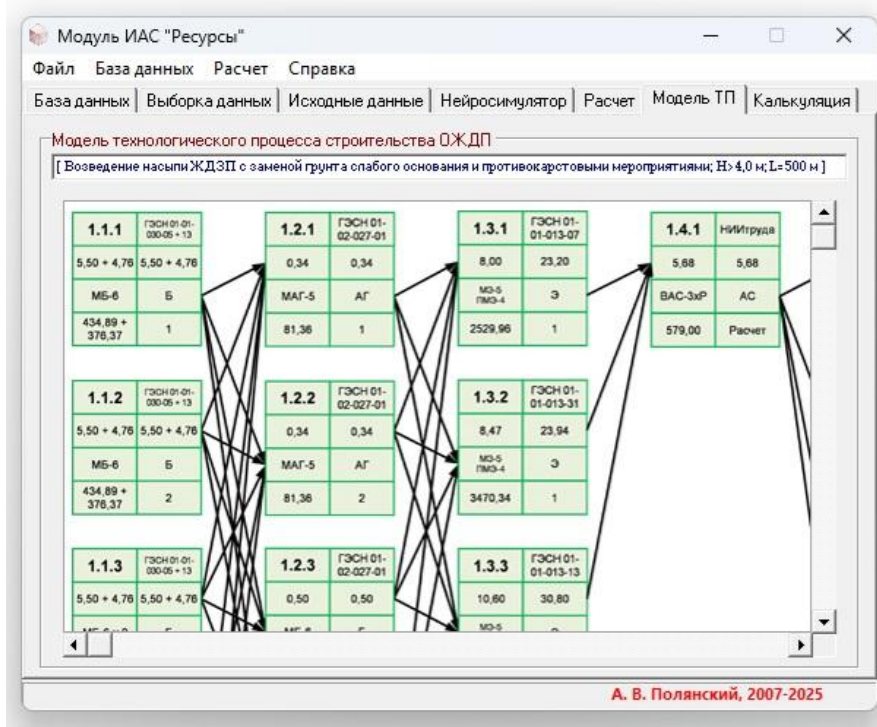 Модуль ИАС "Ресурсы"
Файл База данных Расчет Справка
База данных Выборка данных Исходные данные Нейросимулятор Расчет Модель ТП Калькуляция
Модель технологического процесса строительства ОЖДП
[ Возведение насыпи ЖДЗП с заменой грунта слабого основания и противокарстовыми мероприятиями; H>4,0 м; L=500 м ]
1.1.1 ГЭСН 01-01-030-05 + 13
5,50 + 4,76 5,50 + 4,76
МБ-6 Б
434,89 + 376,37 1
1.2.1 ГЭСН 01-02-027-01
0,34 0,34
МАГ-5 АГ
81,36 1
1.3.1 ГЭСН 01-01-013-07
8,00 23,20
МЭ-5 ПМЭ-4 Э
2529,96 1
1.4.1 НИИтруда
5,68 5,68
ВАС-3хР АС
579,00 Расчет
1.1.2 ГЭСН 01-01-030-05 + 13
5,50 + 4,76 5,50 + 4,76
МБ-6 Б
434,89 + 376,37 2
1.2.2 ГЭСН 01-02-027-01
0,34 0,34
МАГ-5 АГ
81,36 2
1.3.2 ГЭСН 01-01-013-31
8,47 23,94
МЭ-5 ПМЭ-4 Э
3470,34 1
1.1.3 ГЭСН 01-01-030-05 + 13
5,50 + 4,76 5,50 + 4,76
1.2.3 ГЭСН 01-02-027-01
0,50 0,50
1.3.3 ГЭСН 01-01-013-13
10,60 30,80
МЭ-5
А. В. Полянский, 2007-2025